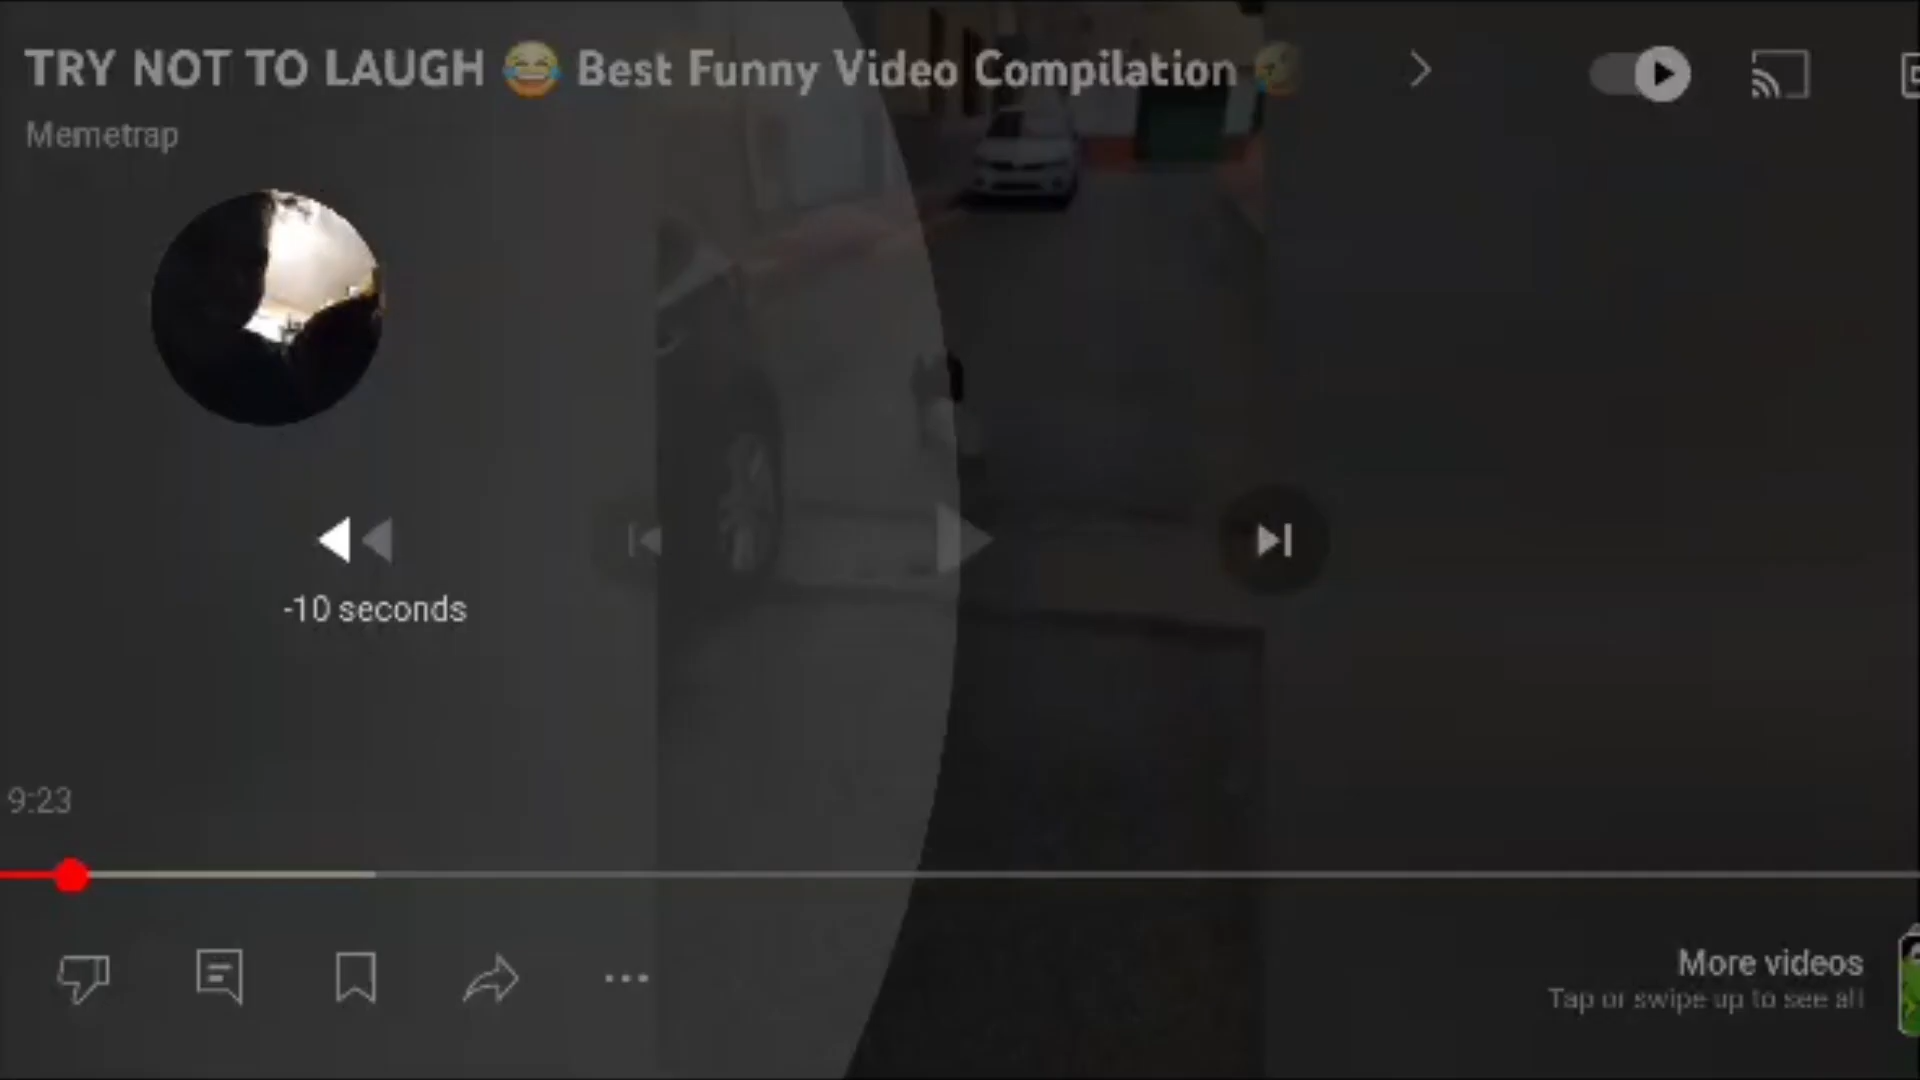 TRY NOT TO LAUGH 😂 Best Funny Video Compilation 🤣
Memetrap
-10 seconds
9:23
More videos
Tap or swipe up to see all